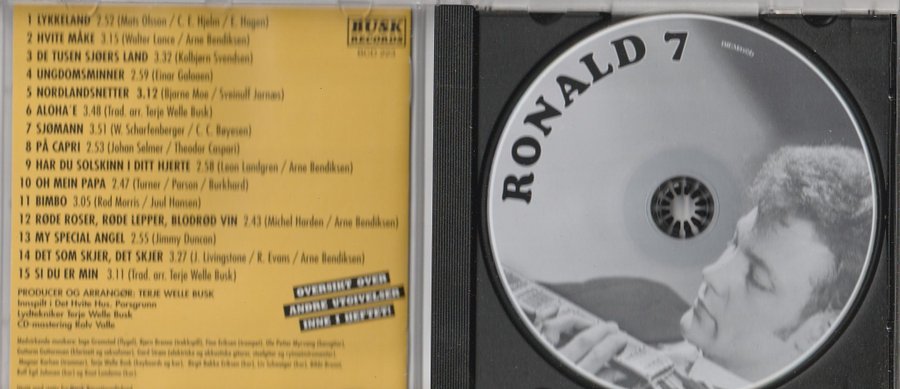 1 LYKKELAND 2.52 (Mats Olsson / C. E. Hjelm / E. Hagen)
2 HVITE MÅKE 3.15 (Walter Lance / Arne Bendiksen)
3 DE TUSEN SJØERS LAND 3.32 (Kolbjørn Svendsen)
4 UNGDOMSMINNER 2.59 (Einar Galaaen)
5 NORDLANDSNETTER 3.12 (Bjarne Moe / Sveinulf Jarnæs)
6 ALOHA´E 3.48 (Trad. arr. Terje Welle Busk)
7 SJØMANN 3.51 (W. Scharfenberger / C. C. Bøyesen)
8 PÅ CAPRI 2.53 (Johan Selmer / Theodor Caspari)
9 HAR DU SOLSKINN I DITT HJERTE 2.58 (Leon Landgren / Arne Bendiksen)
10 OH MEIN PAPA 2.47 (Turner / Parson / Burkhard)
11 BIMBO 3.05 (Rod Morris / Juul Hansen)
12 RØDE ROSER, RØDE LEPPER, BLODRØD VIN 2.43 (Michel Harden / Arne Bendiksen)
13 MY SPECIAL ANGEL 2.55 (Jimmy Duncan)
14 DET SOM SKJER, DET SKJER 3.27 (J. Livingstone / R. Evans / Arne Bendiksen)
15 SI DU ER MIN 3.11 (Trad. arr. Terje Welle Busk)
PRODUCER OG ARRANGØR: TERJE WELLE BUSK
Innspilt i Det Hvite Hus. Porsgrunn
Lydtekniker Terje Welle Busk
CD-mastering Rolv Valle
BUSK
RECORDS
OVERSIKT OVER
ANDRE UTGIVELSER
INNE I HEFTET!
RONALD 7